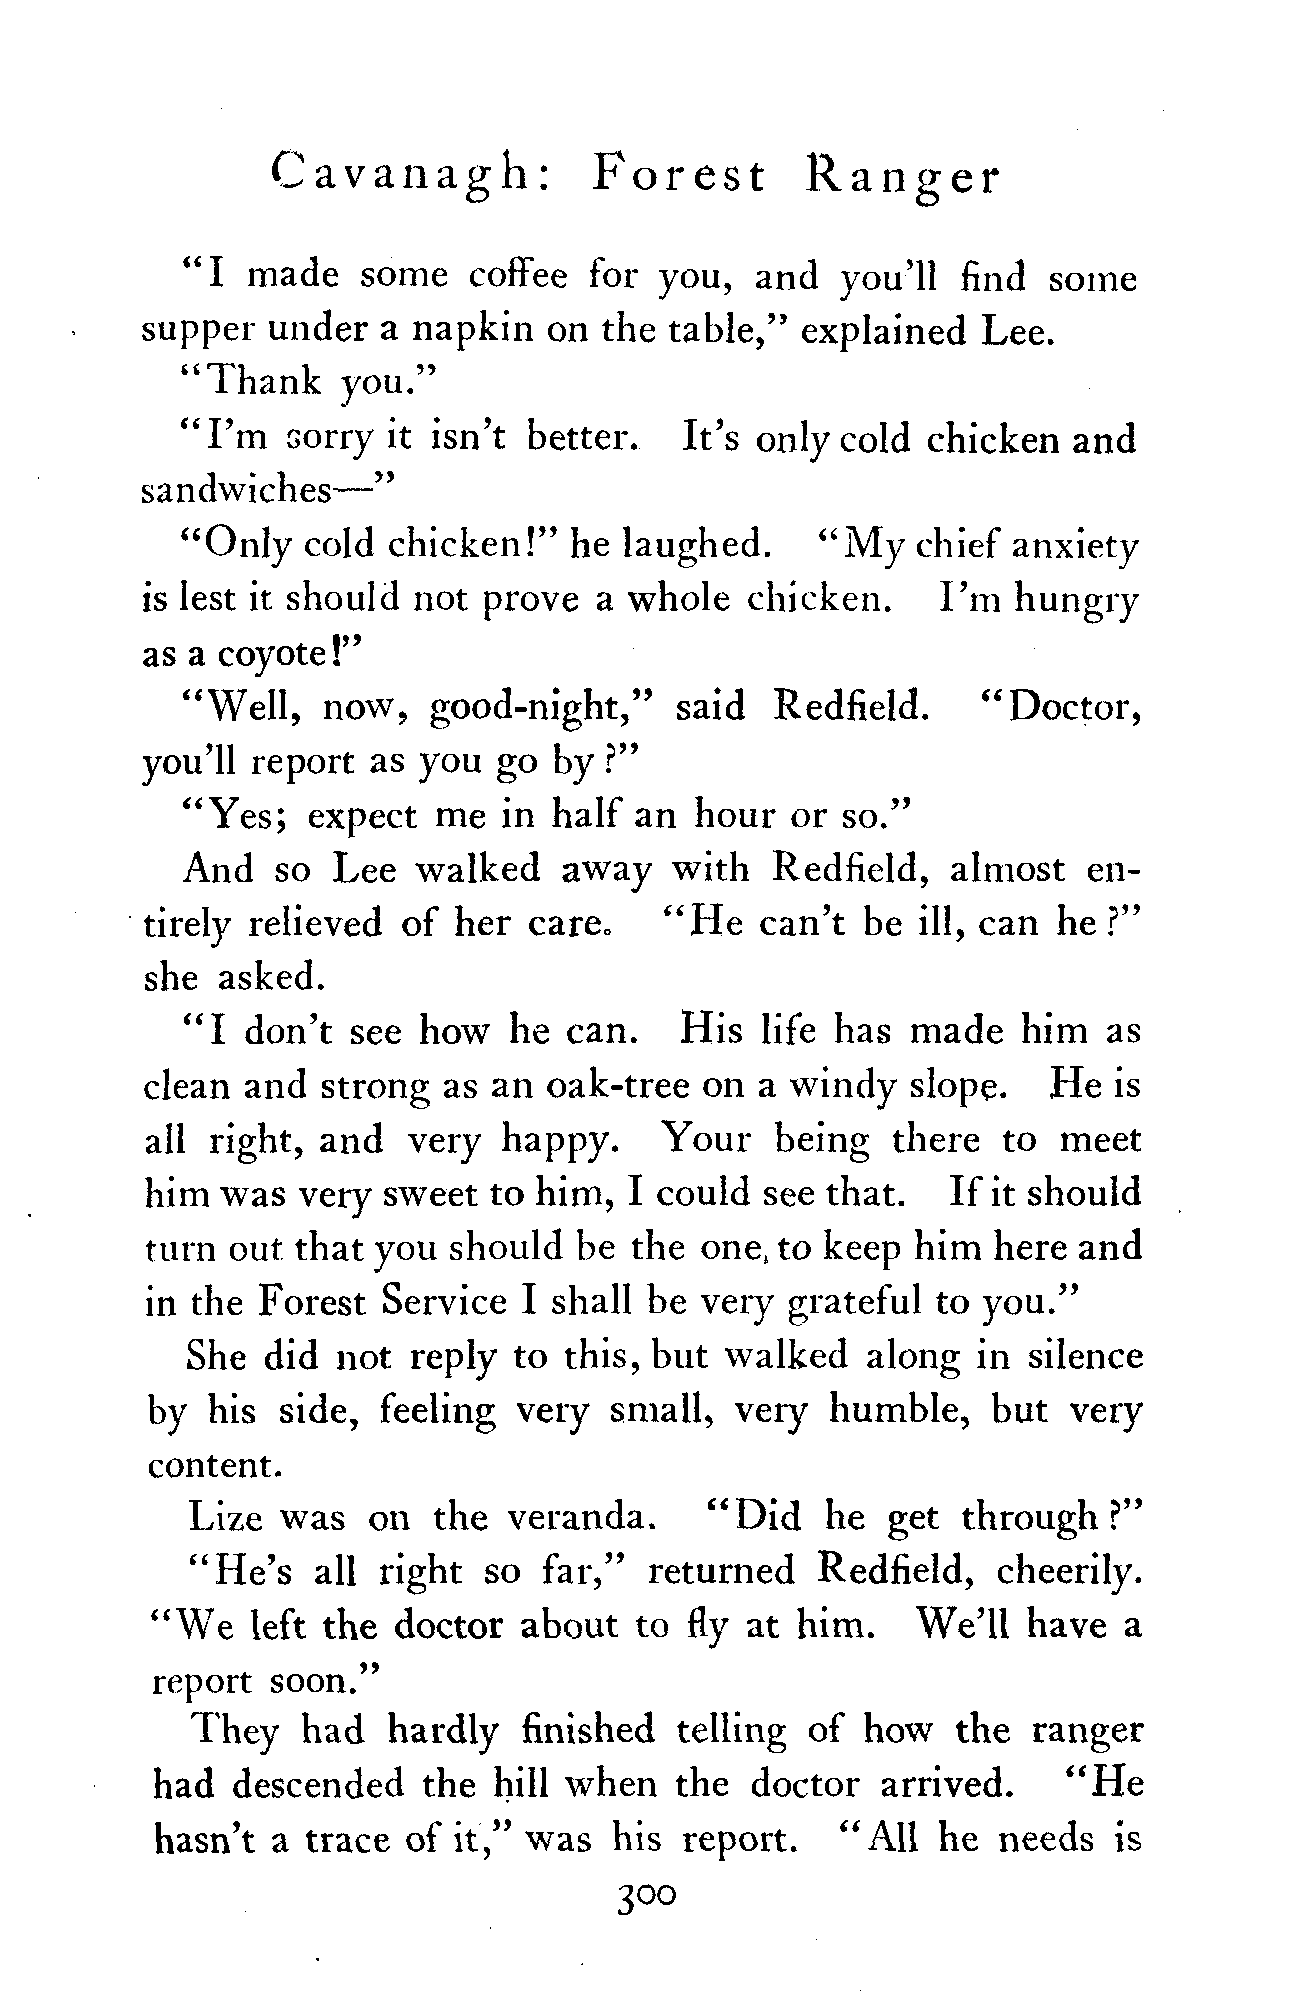 Cavanagh: Forest Ranger
"I made some coffee for you, and you'll find some
supper under a napkin on the table," explained Lee.
"Thank you."
"I'm sorry it isn't better. It's only cold chicken and
sandwiches—"
"Only cold chicken!" he laughed. "My chief anxiety
is lest it should not prove a whole chicken. I'm hungry
as a coyote!"
"Well, now, good-night," said Redfield. "Doctor,
you'll report as you go by?"
"Yes; expect me in half an hour or so."
And so Lee walked away with Redfield, almost en-
tirely relieved of her care. "He can't be ill, can he?"
she asked.
"I don't see how he can. His life has made him as
clean and strong as an oak-tree on a windy slope. He is
all right, and very happy. Your being there to meet
him was very sweet to him, I could see that. If it should
turn out that you should be the one to keep him here and
in the Forest Service I shall be very grateful to you."
She did not reply to this, but walked along in silence
by his side, feeling very small, very humble, but very
content.
Lize was on the veranda. "Did he get through?"
"He's all right so far," returned Redfield, cheerily.
"We left the doctor about to fly at him. We'll have a
report soon."
They had hardly finished telling of how the ranger
had descended the hill when the doctor arrived. "He
hasn't a trace of it," was his report. "All he needs is
300